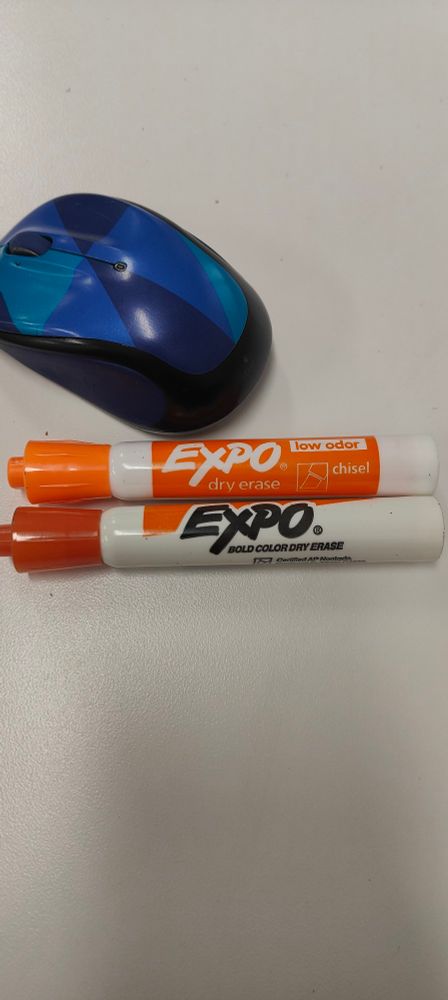 EXPO® low odor
dry erase chisel
EXPO®
BOLD COLOR DRY ERASE
Certified AP Nontoxic